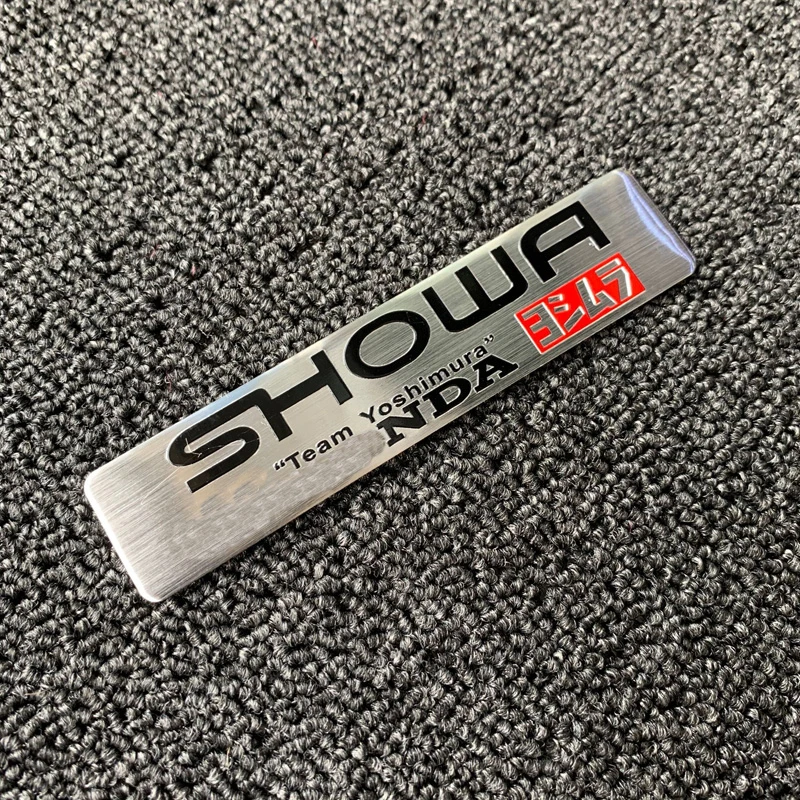 SHOWA
"Team Yoshimura"
NDA
ヨシムラ